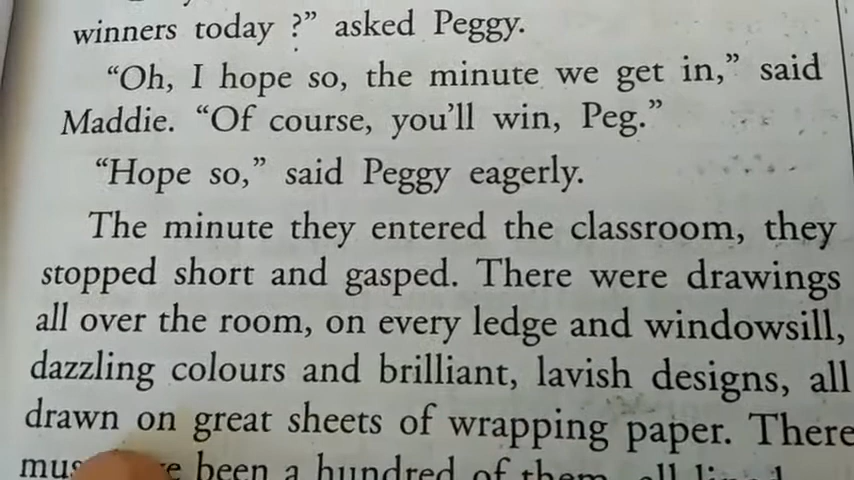 winners today ?" asked Peggy.
"Oh, I hope so, the minute we get in," said
Maddie. "Of course, you'll win, Peg."
"Hope so," said Peggy eagerly.
The minute they entered the classroom, they
stopped short and gasped. There were drawings
all over the room, on every ledge and windowsill,
dazzling colours and brilliant, lavish designs, all
drawn on great sheets of wrapping paper. There
been a hundred of them, all lined